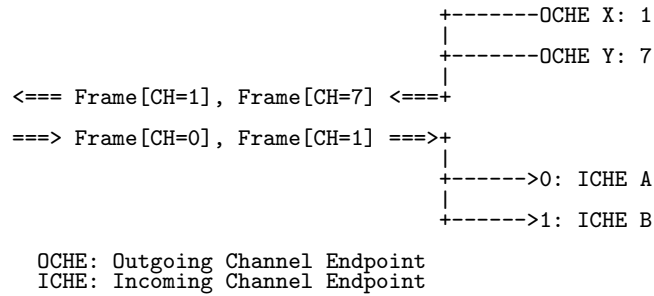 +-------OCHE X: 1
|
+-------OCHE Y: 7
|
<=== Frame[CH=1], Frame[CH=7] <===+
===> Frame[CH=0], Frame[CH=1] ===>+
|
+------>0: ICHE A
|
+------>1: ICHE B
OCHE: Outgoing Channel Endpoint
ICHE: Incoming Channel Endpoint